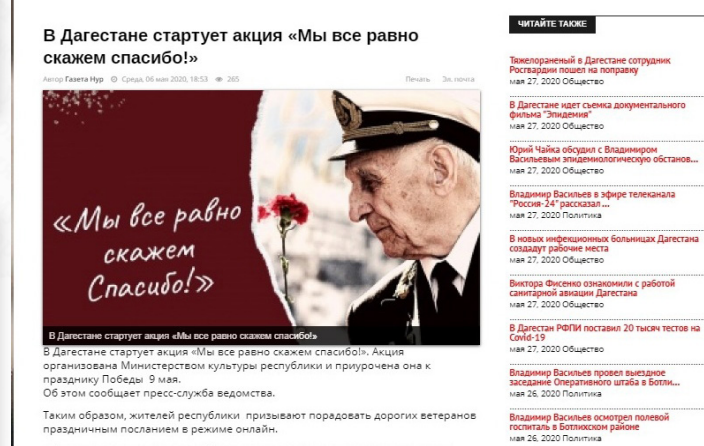 В Дагестане стартует акция «Мы все равно
скажем спасибо!»
Автор Газета Нур Среда, 06 мая 2020, 18:53 265 Печать Эл. почта
«Мы все равно
скажем
Спасибо!»
В Дагестане стартует акция «Мы все равно скажем спасибо!»
В Дагестане стартует акция «Мы все равно скажем спасибо!». Акция
организована Министерством культуры республики и приурочена она к
празднику Победы 9 мая.
Об этом сообщает пресс-служба ведомства.
Таким образом, жителей республики призывают порадовать дорогих ветеранов
праздничным посланием в режиме онлайн.
ЧИТАЙТЕ ТАКЖЕ
Тяжелораненый в Дагестане сотрудник
Росгвардии пошел на поправку
мая 27, 2020 Общество
В Дагестане идет съемка документального
фильма "Эпидемия"
мая 27, 2020 Общество
Юрий Чайка обсудил с Владимиром
Васильевым эпидемиологическую обстанов...
мая 27, 2020 Общество
Владимир Васильев в эфире телеканала
"Россия-24" рассказал ...
мая 27, 2020 Политика
В новых инфекционных больницах Дагестана
создадут рабочие места
мая 27, 2020 Общество
Виктора Фисенко ознакомили с работой
санитарной авиации Дагестана
мая 27, 2020 Общество
В Дагестан РФПИ поставил 20 тысяч тестов на
Covid-19
мая 27, 2020 Общество
Владимир Васильев провел выездное
заседание Оперативного штаба в Ботли...
мая 26, 2020 Политика
Владимир Васильев осмотрел полевой
госпиталь в Ботлихском районе
мая 26, 2020 Политика